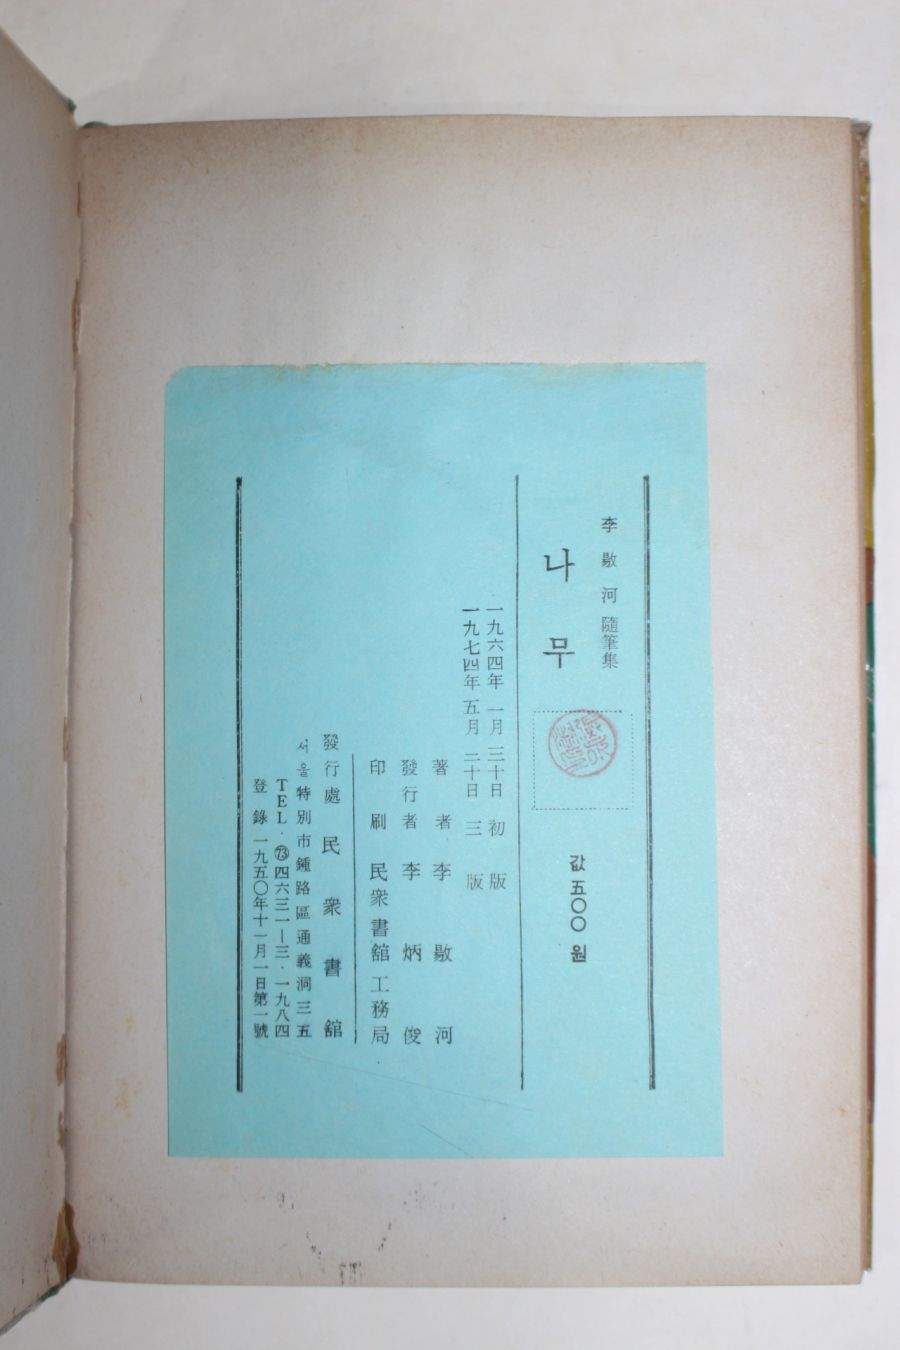 李敭河 隨筆集
나무
값 五〇〇 원
一九六四年 一月 三十日 初版
一九七四年 五月 二十日 三版
著者 李敭河
發行者 李炳俊
印刷 民衆書舘 工務局
發行處 民衆書舘
서울特別市鍾路區通義洞三五
TEL・㊆四六三一—三・一九八四
登錄 一九五〇年十一月一日第一號